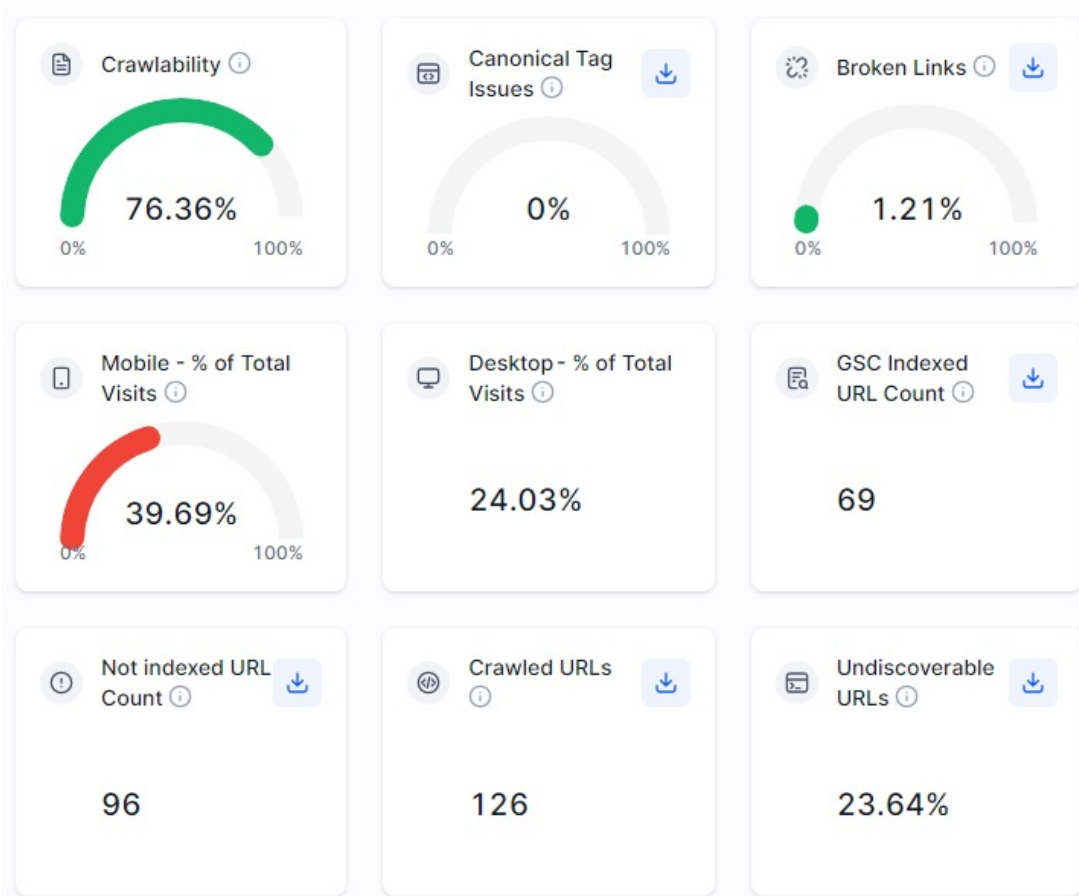 Crawlability
76.36%
0%
100%
Canonical Tag
Issues
0%
0%
100%
Broken Links
1.21%
0%
100%
Mobile - % of Total
Visits
39.69%
0%
100%
Desktop - % of Total
Visits
24.03%
GSC Indexed
URL Count
69
Not indexed URL
Count
96
Crawled URLs
126
Undiscoverable
URLs
23.64%